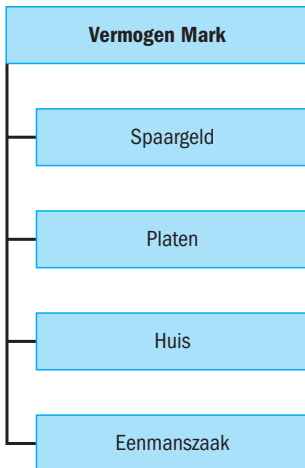 Vermogen Mark
Spaargeld
Platen
Huis
Eenmanszaak